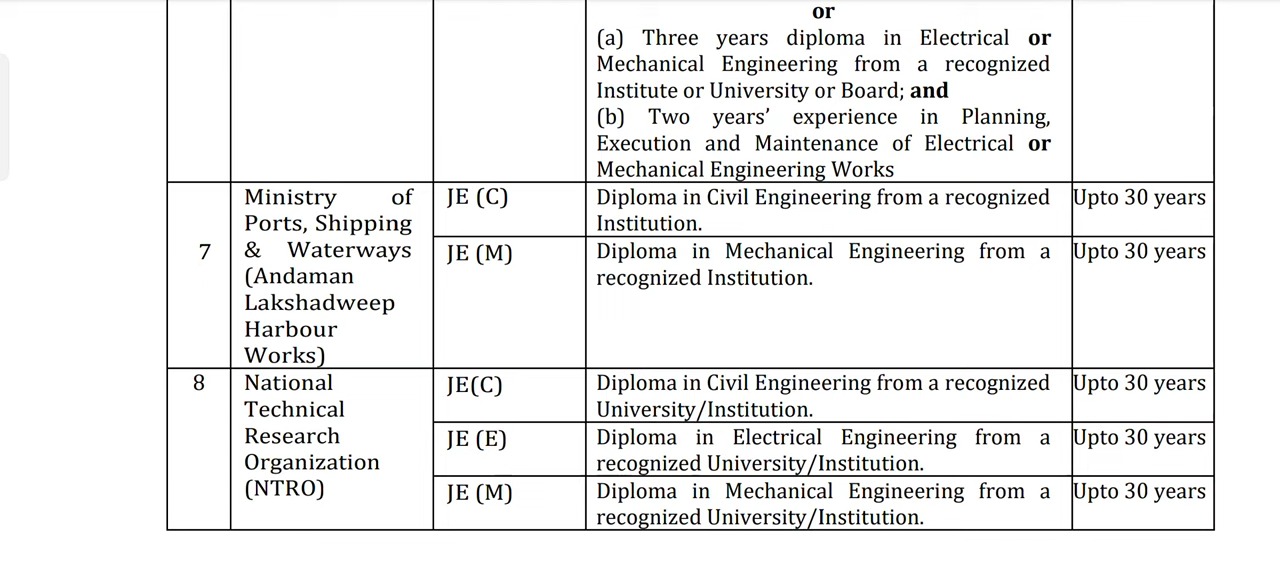 or
(a) Three years diploma in Electrical or
Mechanical Engineering from a recognized
Institute or University or Board; and
(b) Two years’ experience in Planning,
Execution and Maintenance of Electrical or
Mechanical Engineering Works
7
Ministry of
Ports, Shipping
& Waterways
(Andaman
Lakshadweep
Harbour
Works)
JE (C)
Diploma in Civil Engineering from a recognized
Institution.
Upto 30 years
JE (M)
Diploma in Mechanical Engineering from a
recognized Institution.
Upto 30 years
8
National
Technical
Research
Organization
(NTRO)
JE(C)
Diploma in Civil Engineering from a recognized
University/Institution.
Upto 30 years
JE (E)
Diploma in Electrical Engineering from a
recognized University/Institution.
Upto 30 years
JE (M)
Diploma in Mechanical Engineering from a
recognized University/Institution.
Upto 30 years